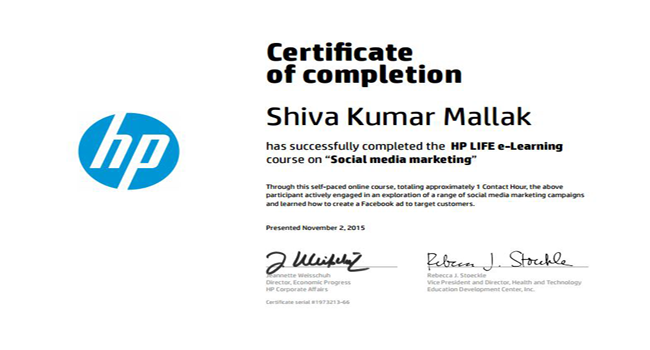 hp
Certificate
of completion
Shiva Kumar Mallak
has successfully completed the HP LIFE e-Learning
course on “Social media marketing”
Through this self-paced online course, totaling approximately 1 Contact Hour, the above
participant actively engaged in an exploration of a range of social media marketing campaigns
and learned how to create a Facebook ad to target customers.
Presented November 2, 2015
J Weisschuh
Rebecca J. Stoeckle
Jeannette Weisschuh
Director, Economic Progress
HP Corporate Affairs
Rebecca J. Stoeckle
Vice President and Director, Health and Technology
Education Development Center, Inc.
Certificate serial #1973213-66